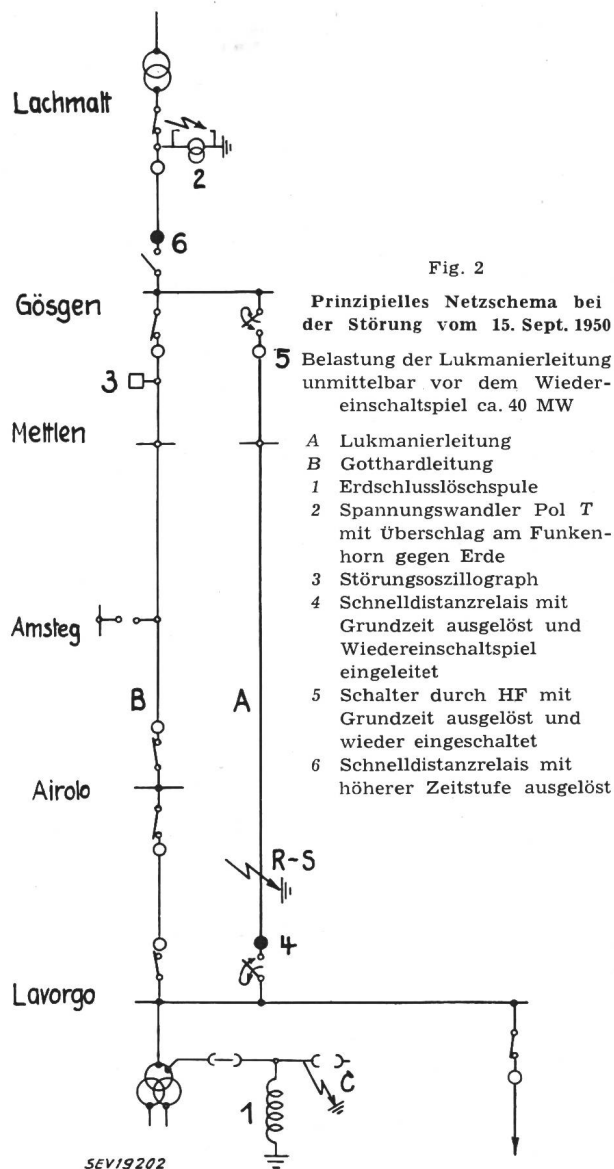 Lachmatt
2
6
Gösgen
5
3
Mettlen
Amsteg
B
A
Airolo
R-S
4
Lavorgo
1
C
SEV19202
Fig. 2
Prinzipielles Netzschema bei
der Störung vom 15. Sept. 1950
Belastung der Lukmanierleitung
unmittelbar vor dem Wieder-
einschaltspiel ca. 40 MW
A Lukmanierleitung
B Gotthardleitung
1 Erdschlusslöschspule
2 Spannungswandler Pol T
mit Überschlag am Funken-
horn gegen Erde
3 Störungsoszillograph
4 Schnelldistanzrelais mit
Grundzeit ausgelöst und
Wiedereinschaltspiel
eingeleitet
5 Schalter durch HF mit
Grundzeit ausgelöst und
wieder eingeschaltet
6 Schnelldistanzrelais mit
höherer Zeitstufe ausgelöst